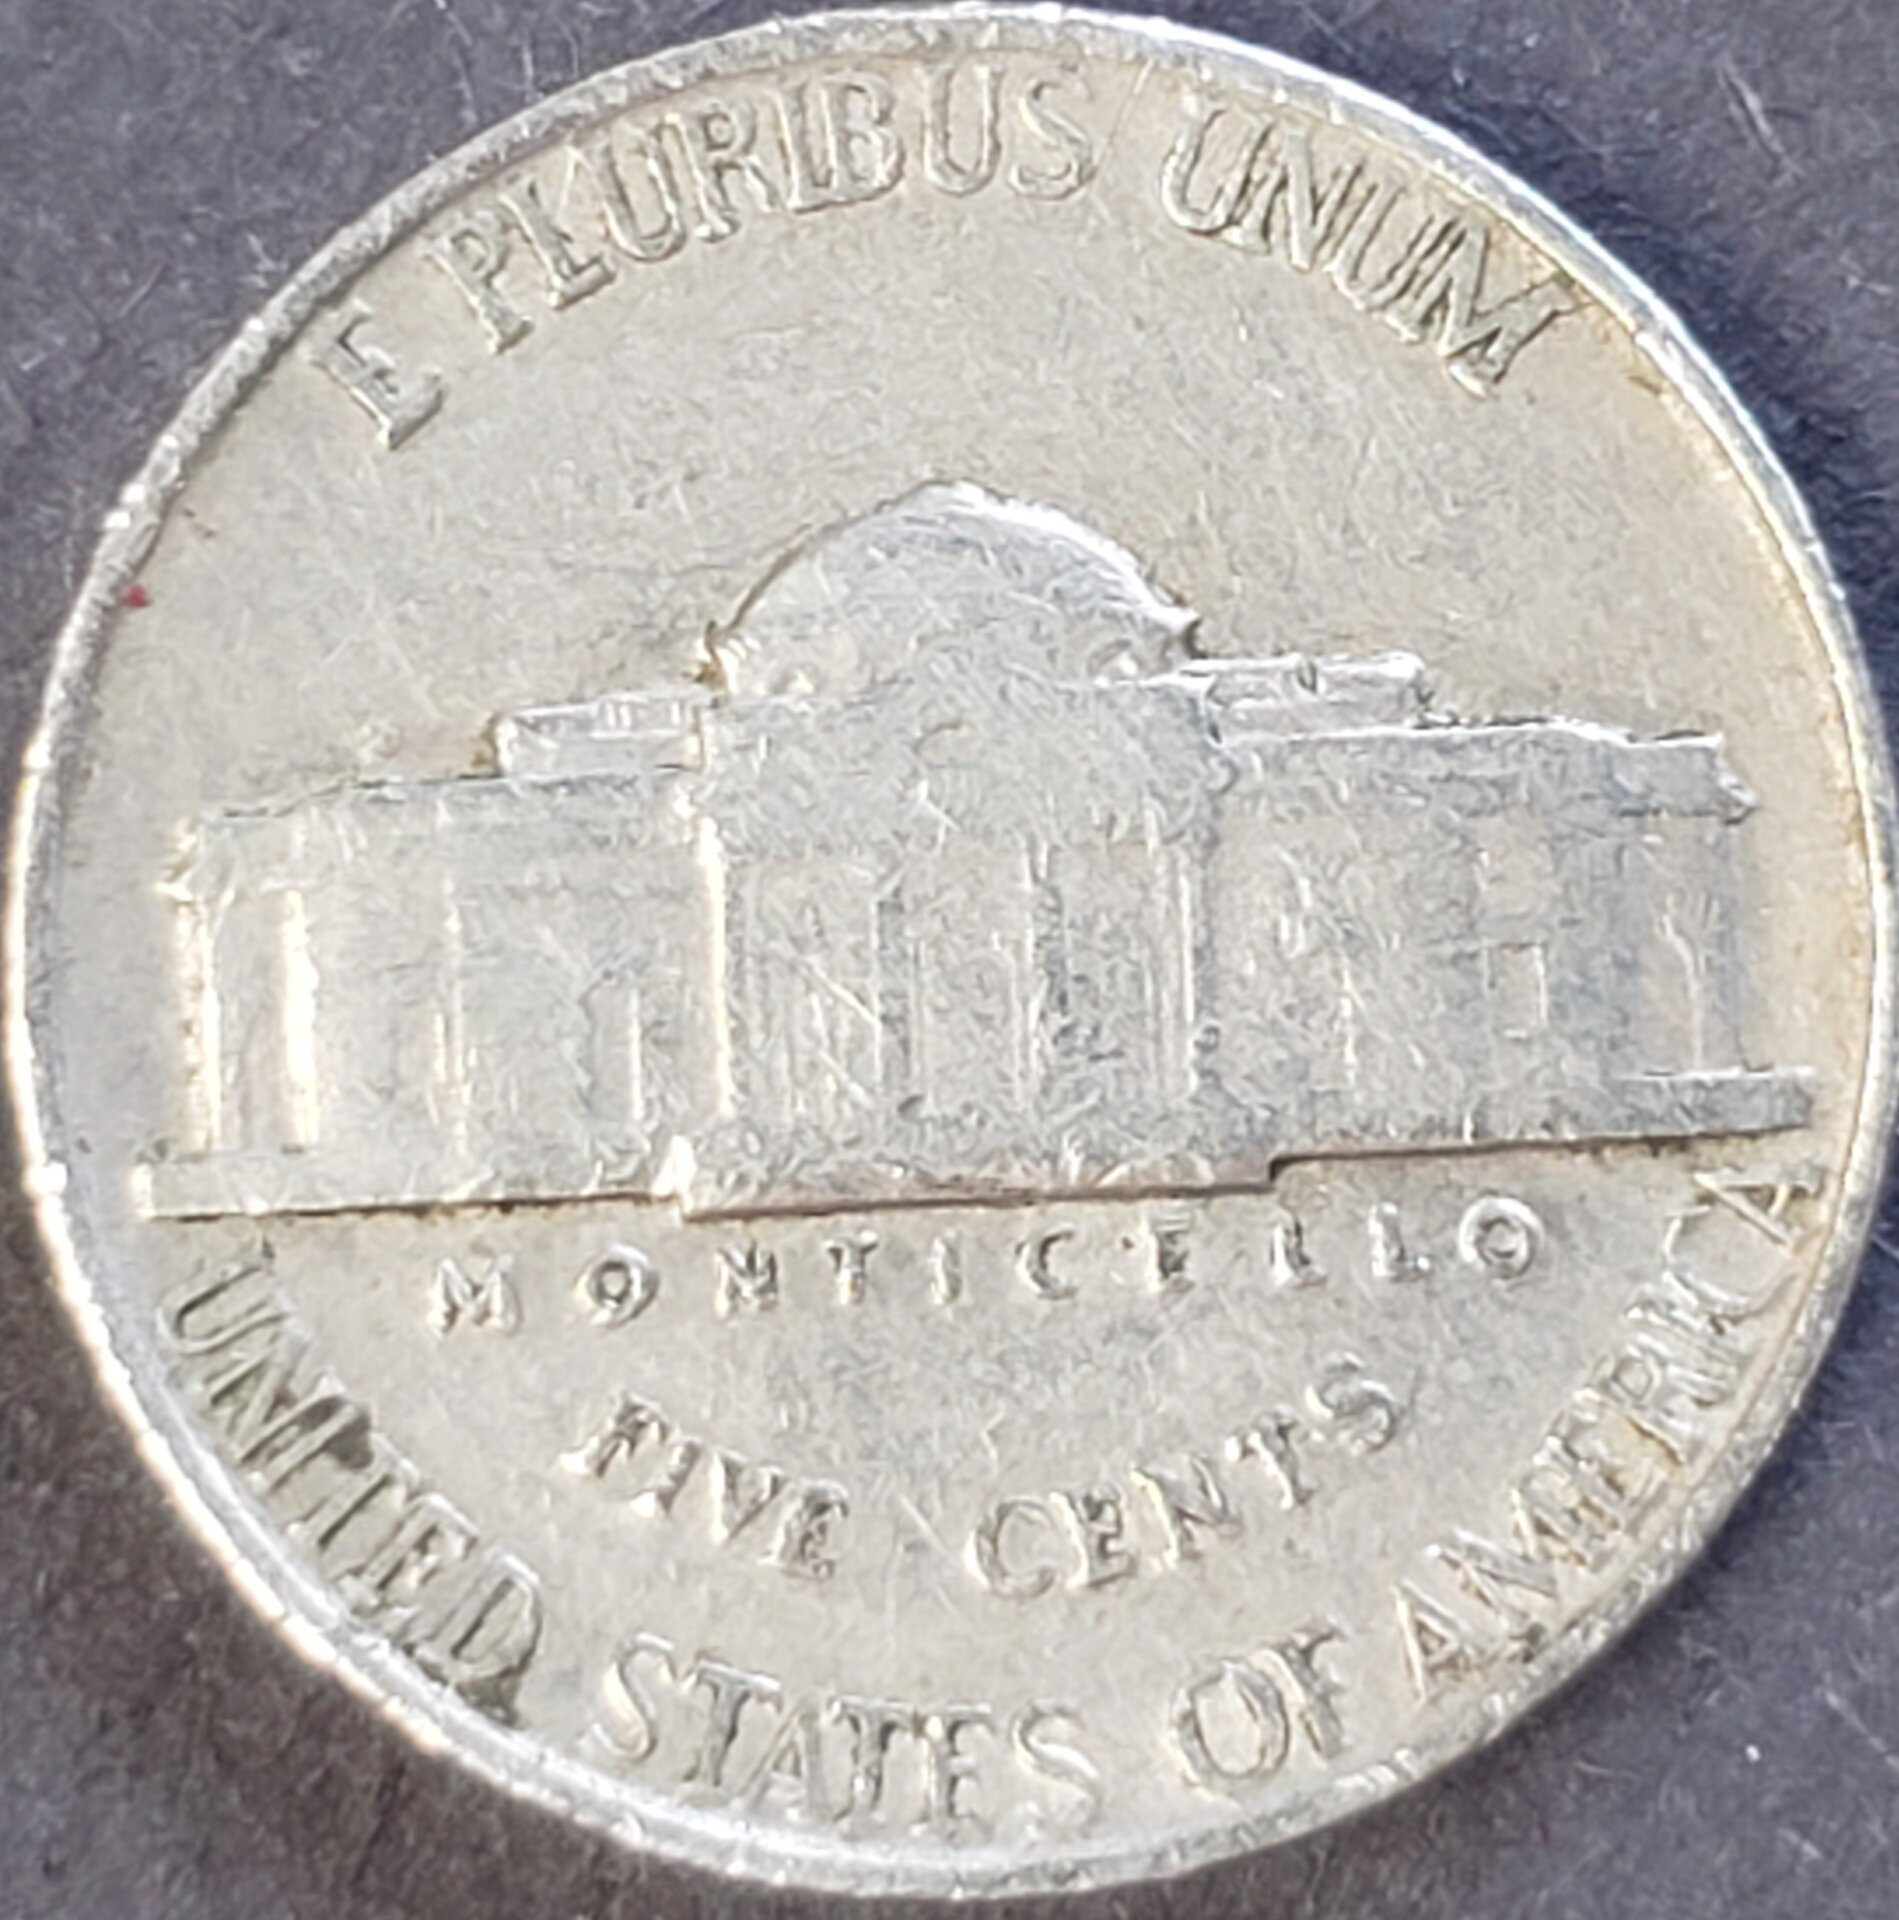 E PLURIBUS UNUM
MONTICELLO
FIVE CENTS
UNITED STATES OF AMERICA